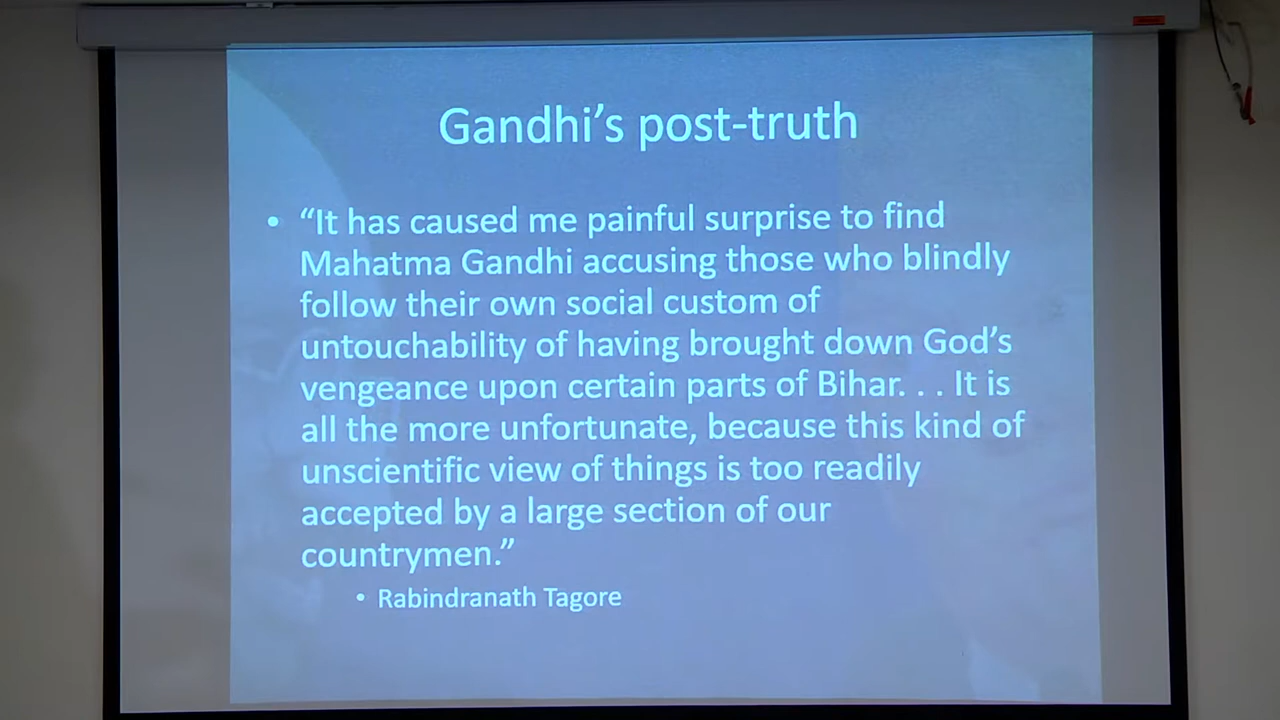 Gandhi’s post-truth
• “It has caused me painful surprise to find
Mahatma Gandhi accusing those who blindly
follow their own social custom of
untouchability of having brought down God’s
vengeance upon certain parts of Bihar. . . It is
all the more unfortunate, because this kind of
unscientific view of things is too readily
accepted by a large section of our
countrymen.”
• Rabindranath Tagore